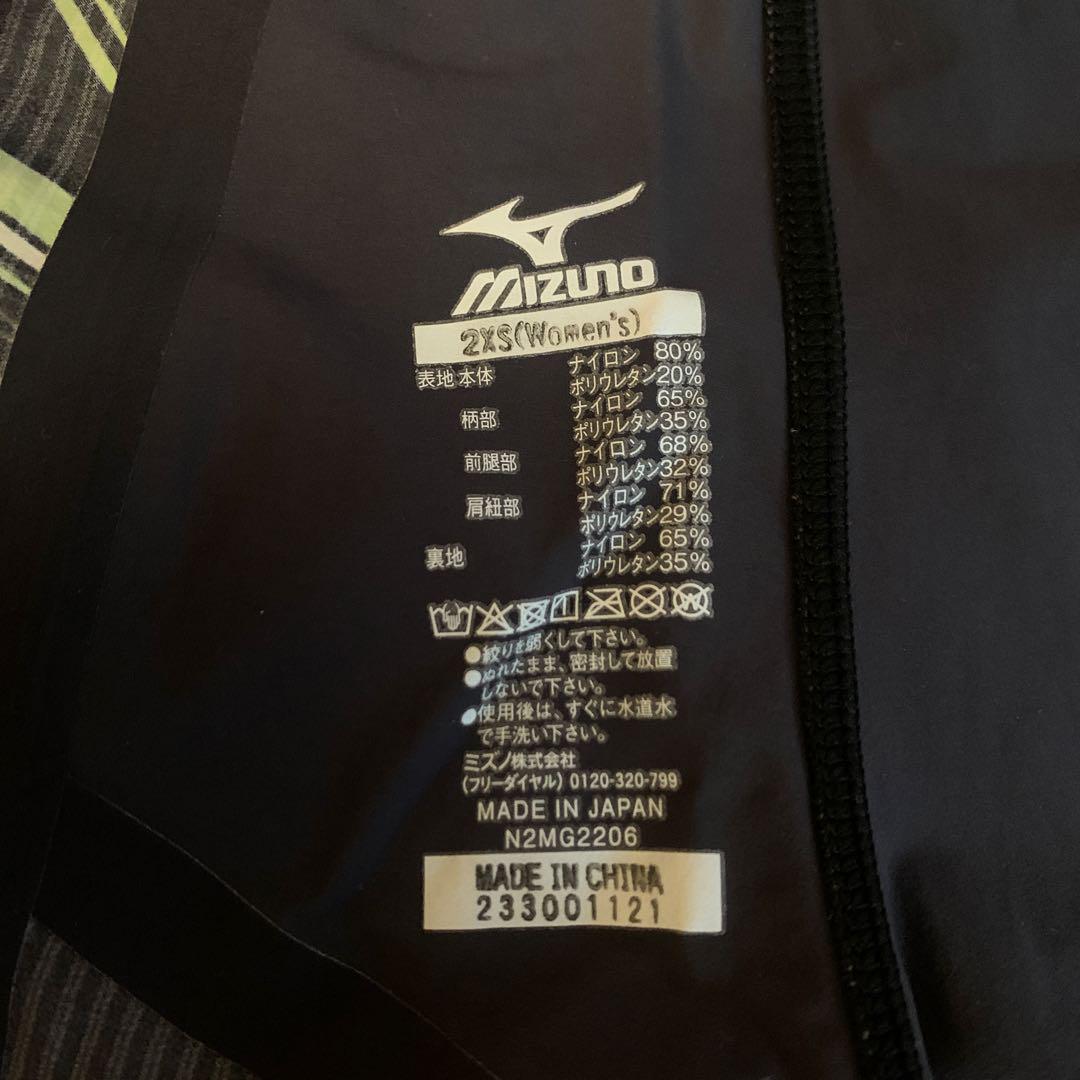 MIZUNO
2XS(Women's)
表地 本体 ナイロン 80%
ポリウレタン20%
柄部 ナイロン 65%
ポリウレタン35%
前腿部 ナイロン 68%
ポリウレタン32%
肩紐部 ナイロン 71%
ポリウレタン29%
裏地 ナイロン 65%
ポリウレタン35%
●絞りを弱くして下さい。
●ぬれたまま、密封して放置
しないで下さい。
●使用後は、すぐに水道水
で手洗い下さい。
ミズノ株式会社
(フリーダイヤル) 0120-320-799
MADE IN JAPAN
N2MG2206
MADE IN CHINA
233001121